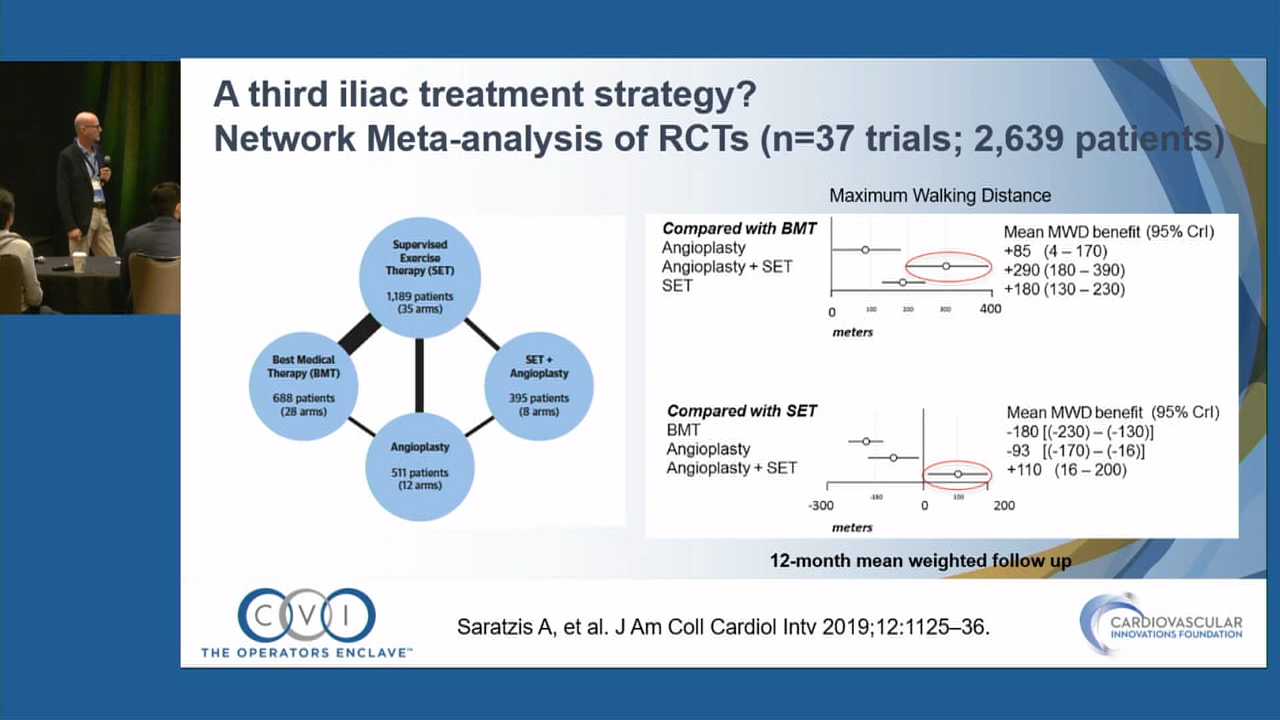 A third iliac treatment strategy?
Network Meta-analysis of RCTs (n=37 trials; 2,639 patients)
Supervised
Exercise
Therapy (SET)
1,189 patients
(35 arms)
Best Medical
Therapy (BMT)
688 patients
(28 arms)
SET +
Angioplasty
395 patients
(8 arms)
Angioplasty
511 patients
(12 arms)
Maximum Walking Distance
Compared with BMT
Angioplasty
Angioplasty + SET
SET
0 100 200 300 400
meters
Mean MWD benefit (95% CrI)
+85 (4 – 170)
+290 (180 – 390)
+180 (130 – 230)
Compared with SET
BMT
Angioplasty
Angioplasty + SET
-300 0 100 200
meters
Mean MWD benefit (95% CrI)
-180 [(-230) – (-130)]
-93 [(-170) – (-16)]
+110 (16 – 200)
12-month mean weighted follow up
CVI
THE OPERATORS ENCLAVE™
Saratzis A, et al. J Am Coll Cardiol Intv 2019;12:1125–36.
CARDIOVASCULAR
INNOVATIONS FOUNDATION